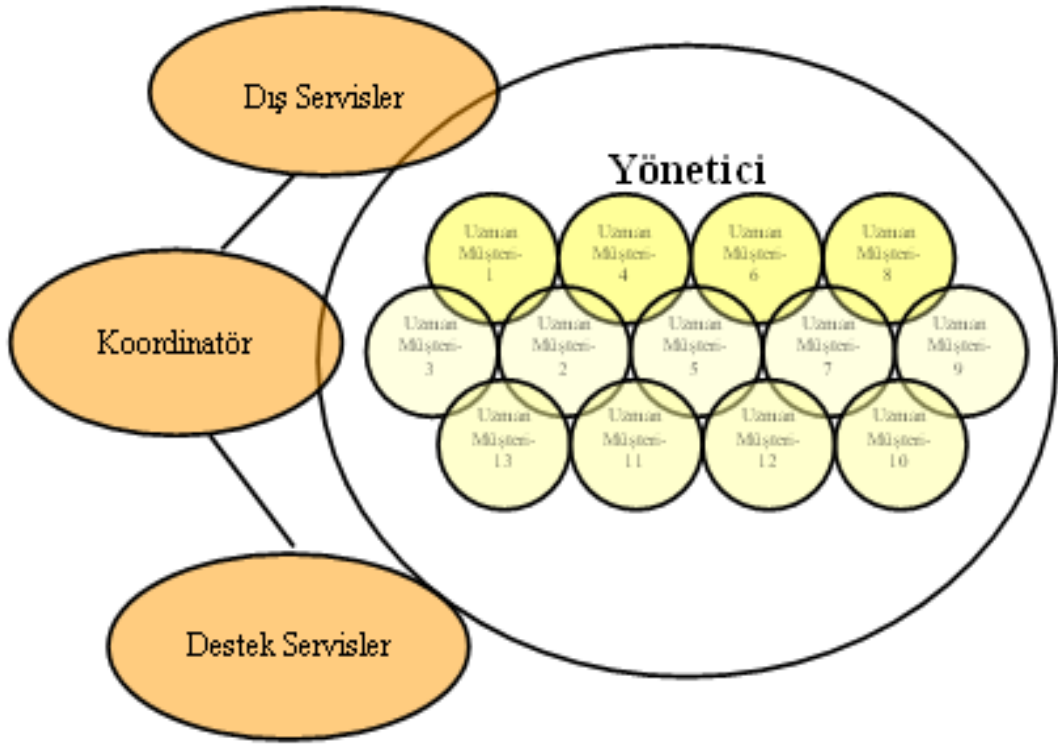 Dış Servisler
Yönetici
Uzman
Müşteri-
1
Uzman
Müşteri-
4
Uzman
Müşteri-
6
Uzman
Müşteri-
8
Koordinatör
Uzman
Müşteri-
3
Uzman
Müşteri-
2
Uzman
Müşteri-
5
Uzman
Müşteri-
7
Uzman
Müşteri-
9
Uzman
Müşteri-
13
Uzman
Müşteri-
11
Uzman
Müşteri-
12
Uzman
Müşteri-
10
Destek Servisler